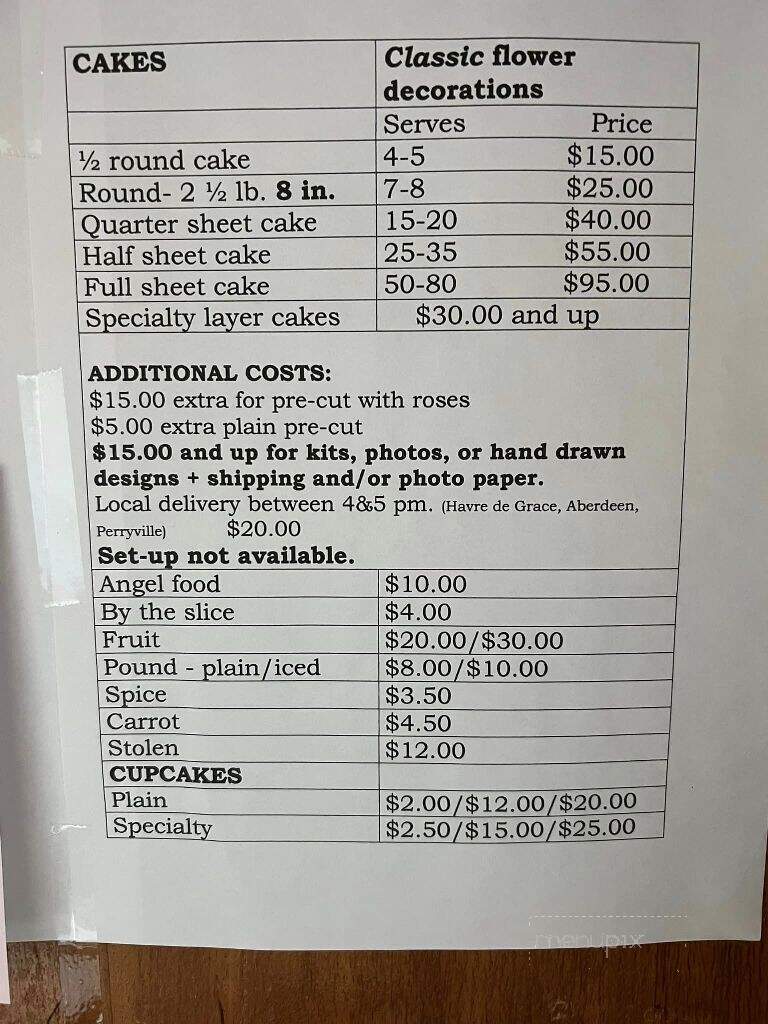 CAKES Classic flower
decorations
Serves Price
½ round cake 4-5 $15.00
Round- 2 ½ lb. 8 in. 7-8 $25.00
Quarter sheet cake 15-20 $40.00
Half sheet cake 25-35 $55.00
Full sheet cake 50-80 $95.00
Specialty layer cakes $30.00 and up
ADDITIONAL COSTS:
$15.00 extra for pre-cut with roses
$5.00 extra plain pre-cut
$15.00 and up for kits, photos, or hand drawn
designs + shipping and/or photo paper.
Local delivery between 4&5 pm. (Havre de Grace, Aberdeen,
Perryville) $20.00
Set-up not available.
Angel food $10.00
By the slice $4.00
Fruit $20.00/$30.00
Pound - plain/iced $8.00/$10.00
Spice $3.50
Carrot $4.50
Stolen $12.00
CUPCAKES
Plain $2.00/$12.00/$20.00
Specialty $2.50/$15.00/$25.00
menupix